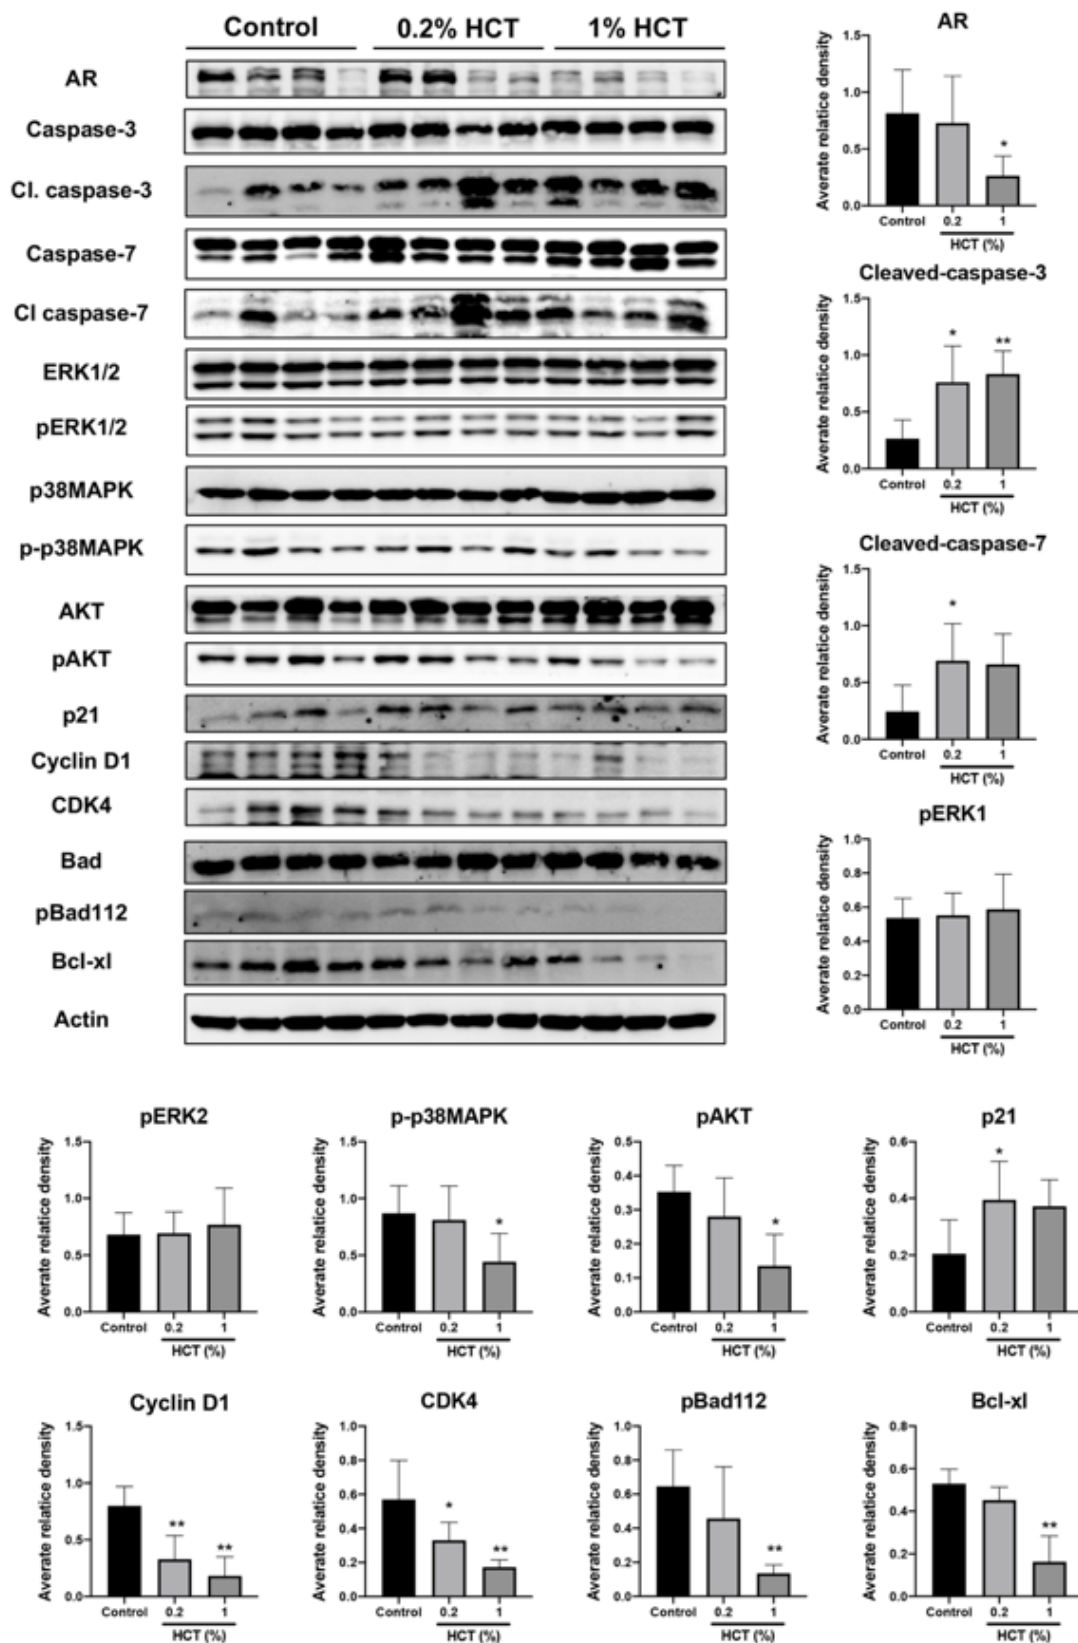 Control 0.2% HCT 1% HCT
AR
Caspase-3
Cl. caspase-3
Caspase-7
Cl caspase-7
ERK1/2
pERK1/2
p38MAPK
p-p38MAPK
AKT
pAKT
p21
Cyclin D1
CDK4
Bad
pBad112
Bcl-xl
Actin
AR
Averate relatice density
1.5
1.0
0.5
0.0
*
Control 0.2 1
HCT (%)
Cleaved-caspase-3
Averate relatice density
1.5
1.0
0.5
0.0
* **
Control 0.2 1
HCT (%)
Cleaved-caspase-7
Averate relatice density
1.5
1.0
0.5
0.0
*
Control 0.2 1
HCT (%)
pERK1
Averate relatice density
0.8
0.6
0.4
0.2
0.0
Control 0.2 1
HCT (%)
pERK2
Averate relatice density
1.5
1.0
0.5
0.0
Control 0.2 1
HCT (%)
p-p38MAPK
Averate relatice density
1.5
1.0
0.5
0.0
*
Control 0.2 1
HCT (%)
pAKT
Averate relatice density
0.5
0.4
0.3
0.2
0.1
0.0
*
Control 0.2 1
HCT (%)
p21
Averate relatice density
0.6
0.4
0.2
0.0
*
Control 0.2 1
HCT (%)
Cyclin D1
Averate relatice density
1.5
1.0
0.5
0.0
** **
Control 0.2 1
HCT (%)
CDK4
Averate relatice density
1.0
0.8
0.6
0.4
0.2
0.0
* **
Control 0.2 1
HCT (%)
pBad112
Averate relatice density
1.0
0.8
0.6
0.4
0.2
0.0
**
Control 0.2 1
HCT (%)
Bcl-xl
Averate relatice density
0.8
0.6
0.4
0.2
0.0
**
Control 0.2 1
HCT (%)